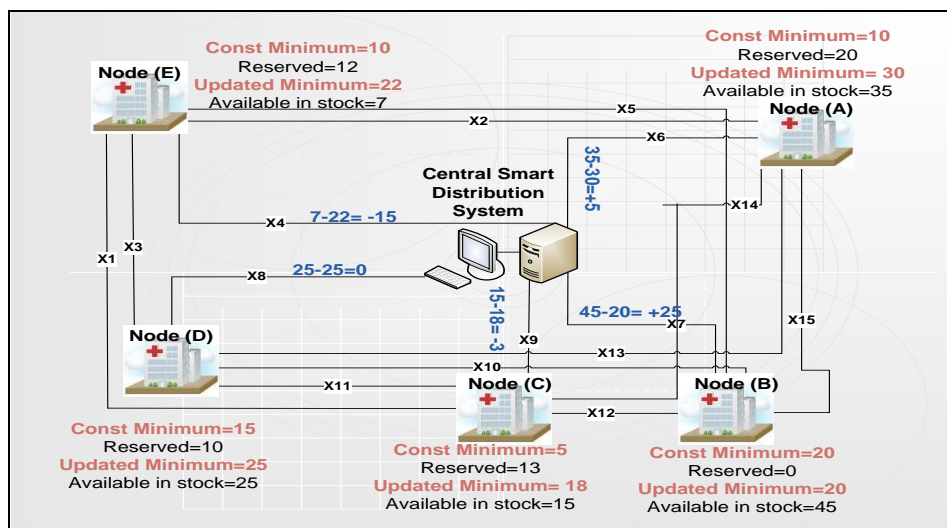 Const Minimum=10
Reserved=12
Updated Minimum=22
Available in stock=7
Node (E)
Const Minimum=10
Reserved=20
Updated Minimum= 30
Available in stock=35
Node (A)
X5
X2
X6
35-30=+5
Central Smart
Distribution
System
X14
X4
7-22= -15
X3
X1
X8
25-25=0
15-18= -3
45-20= +25
X7
X15
X9
Node (D)
X13
X10
X11
Node (C)
Node (B)
X12
Const Minimum=15
Reserved=10
Updated Minimum=25
Available in stock=25
Const Minimum=5
Reserved=13
Updated Minimum= 18
Available in stock=15
Const Minimum=20
Reserved=0
Updated Minimum=20
Available in stock=45